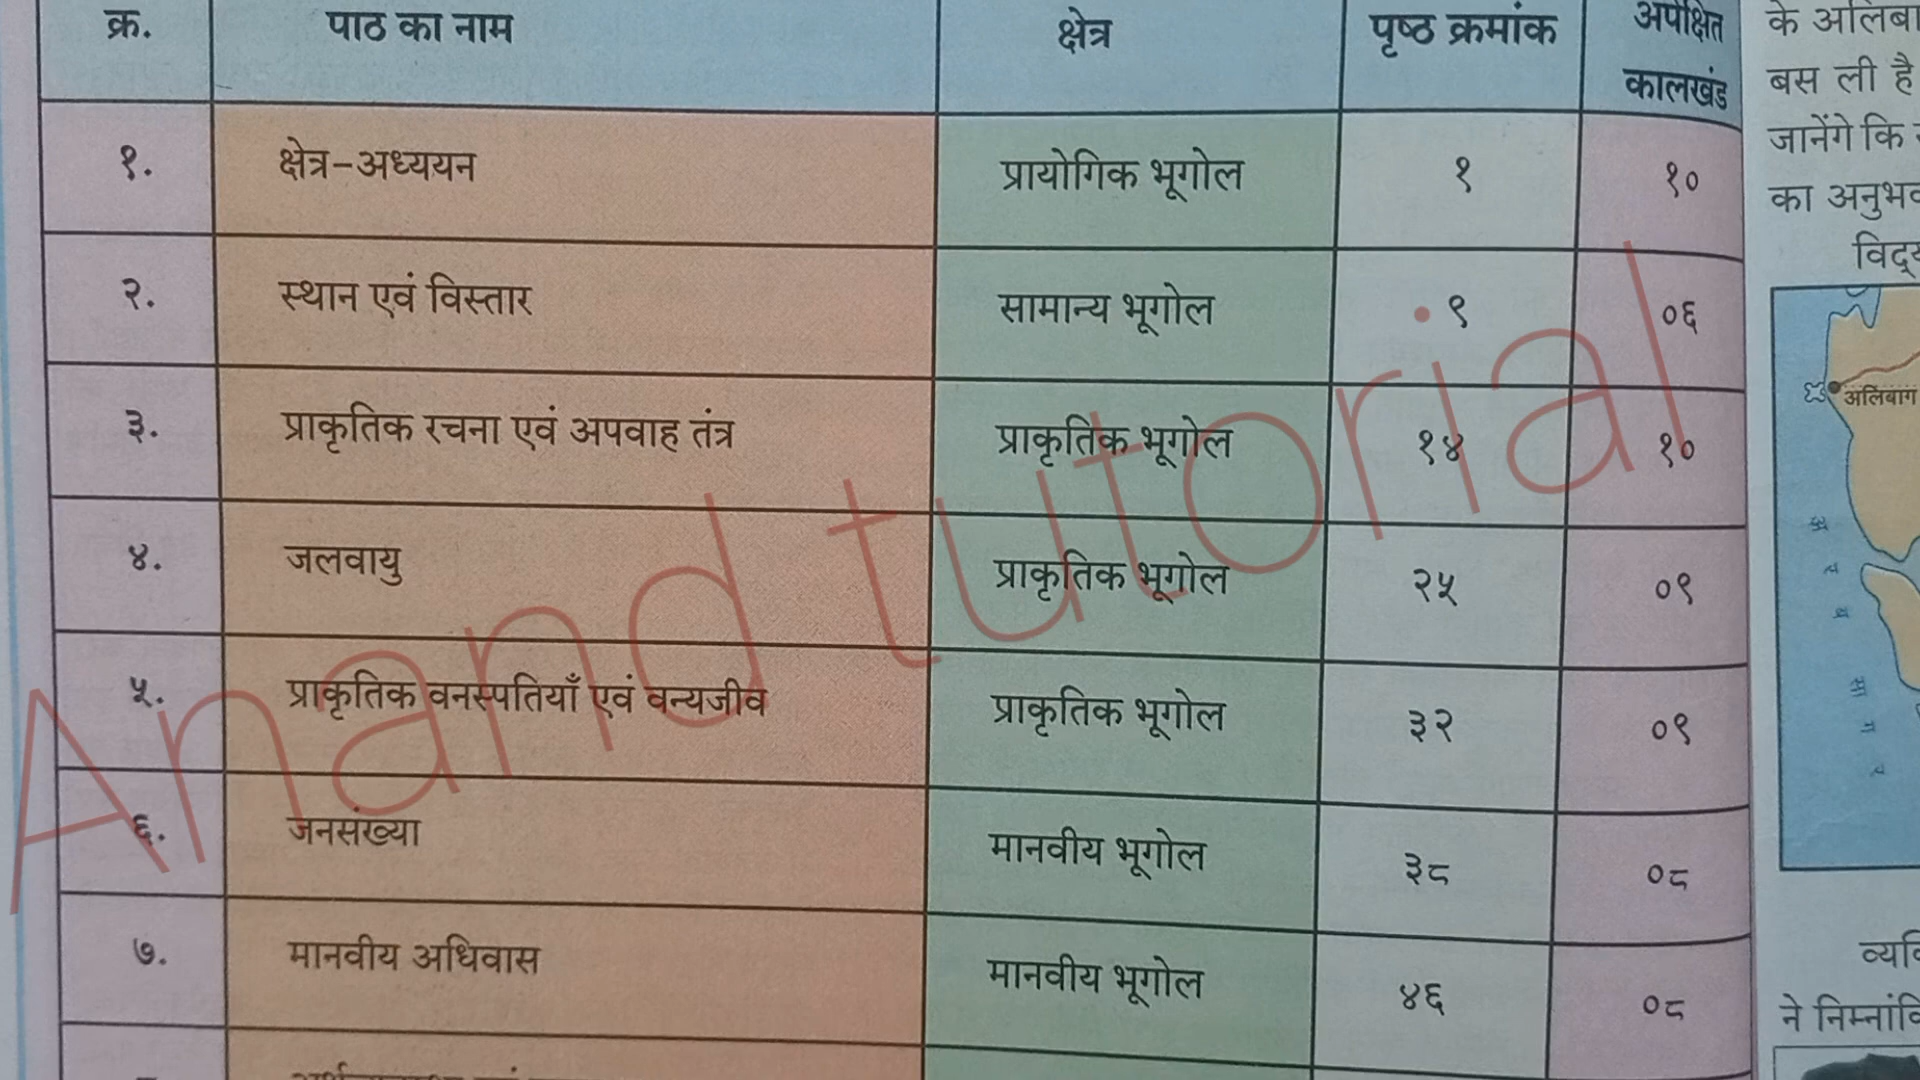 क्र. पाठ का नाम क्षेत्र पृष्ठ क्रमांक अपेक्षित कालखंड
१. क्षेत्र-अध्ययन प्रायोगिक भूगोल १ १०
२. स्थान एवं विस्तार सामान्य भूगोल ९ ०६
३. प्राकृतिक रचना एवं अपवाह तंत्र प्राकृतिक भूगोल १४ १०
४. जलवायु प्राकृतिक भूगोल २५ ०९
५. प्राकृतिक वनस्पतियाँ एवं वन्यजीव प्राकृतिक भूगोल ३२ ०९
६. जनसंख्या मानवीय भूगोल ३८ ०८
७. मानवीय अधिवास मानवीय भूगोल ४६ ०८
Anand tutorial
के
बस ली है
जानेंगे कि
का
अलिबाग
अ र ब सा ग र
ने